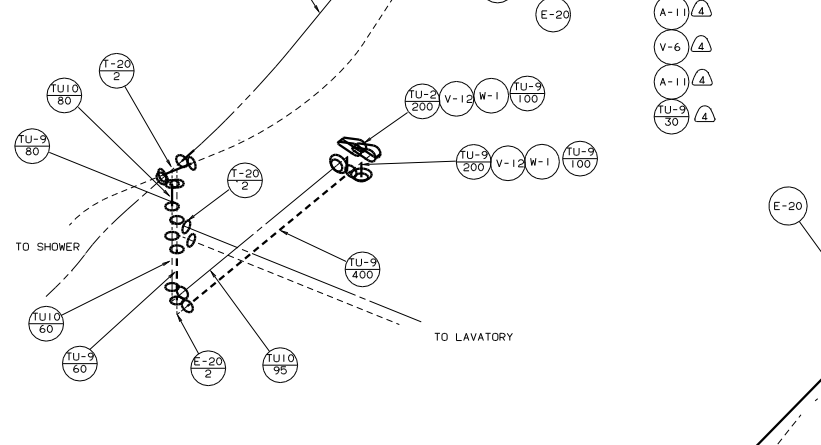 E-20
A-11 4
V-6 4
A-11 4
TU-9
30 4
T-20
2
TU10
80
TU-9
80
TU-2
200
V-12
W-1
TU-9
100
TU-9
200
V-12
W-1
TU-9
100
T-20
2
E-20
TO SHOWER
TU-9
400
TU10
60
TO LAVATORY
TU-9
60
E-20
2
TU10
95